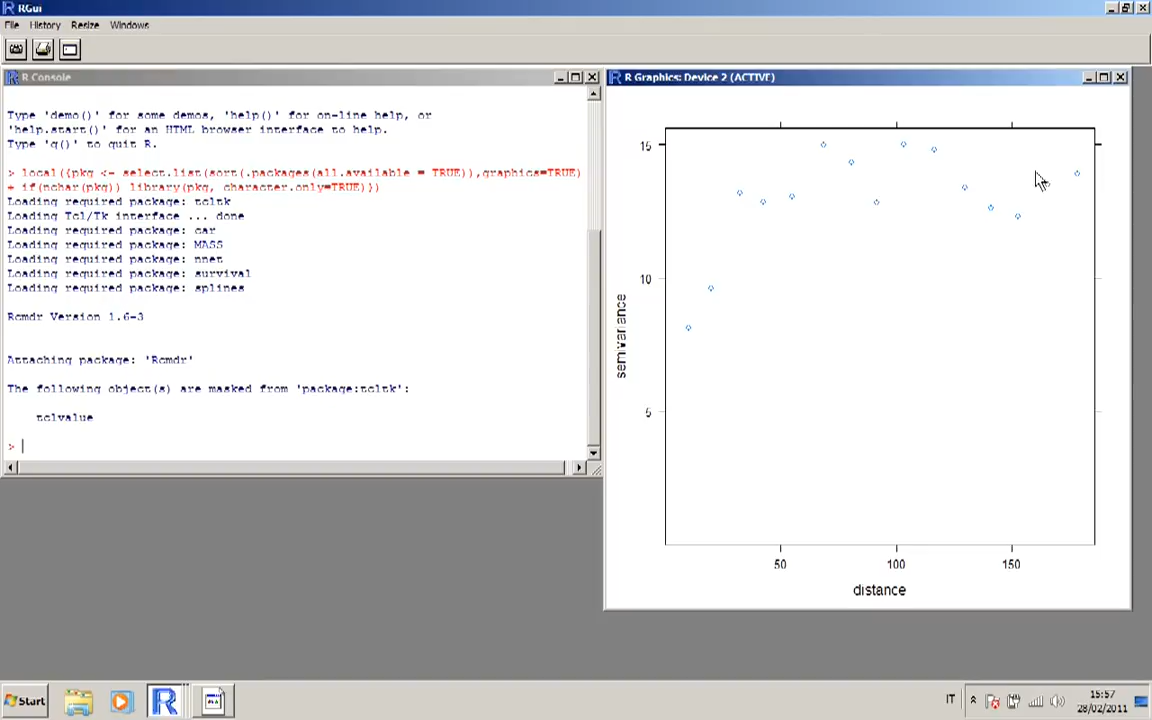 RGui
File History Resize Windows
R Console
Type 'demo()' for some demos, 'help()' for on-line help, or
'help.start()' for an HTML browser interface to help.
Type 'q()' to quit R.
> local({pkg <- select.list(sort(.packages(all.available = TRUE)),graphics=TRUE)
+ if(nchar(pkg)) library(pkg, character.only=TRUE)})
Loading required package: tcltk
Loading Tcl/Tk interface ... done
Loading required package: car
Loading required package: MASS
Loading required package: nnet
Loading required package: survival
Loading required package: splines
Rcmdr Version 1.6-3
Attaching package: 'Rcmdr'
The following object(s) are masked from 'package:tcltk':
tclvalue
>
R Graphics: Device 2 (ACTIVE)
15
10
5
semivariance
50 100 150
distance
Start
IT
15:57
28/02/2011